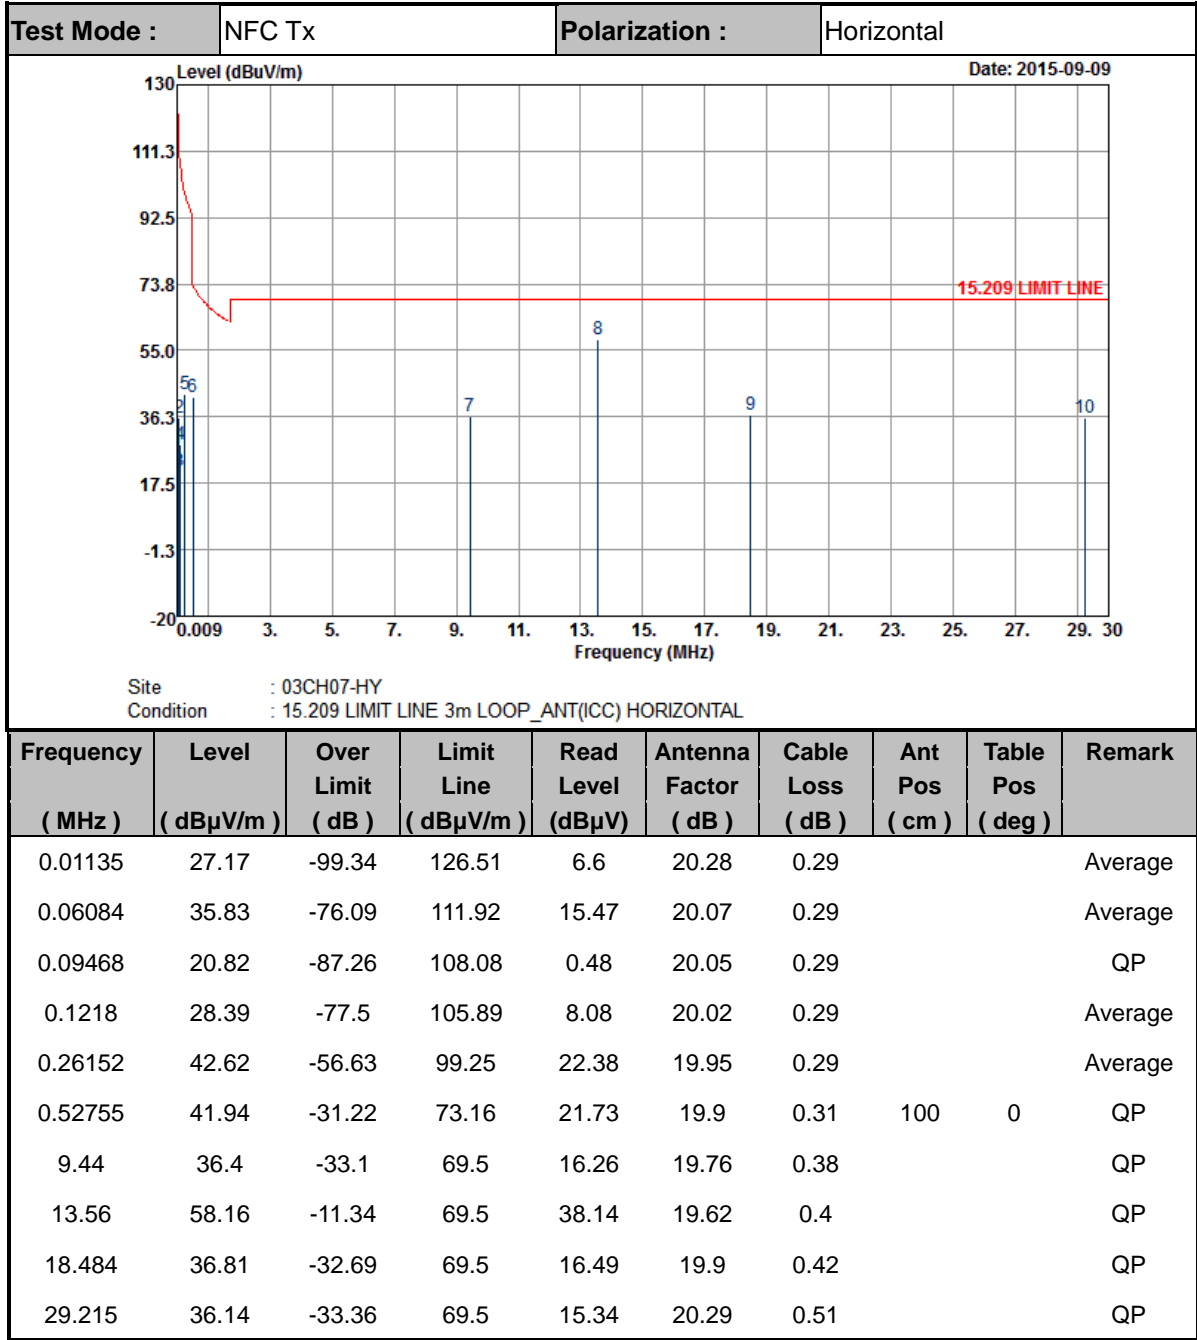 Test Mode : NFC Tx Polarization : Horizontal
Level (dBuV/m) Date: 2015-09-09
130
111.3
92.5
73.8
15.209 LIMIT LINE
55.0
36.3
17.5
-1.3
-20
2 3 4 5 6 7 8 9 10
0.009 3. 5. 7. 9. 11. 13. 15. 17. 19. 21. 23. 25. 27. 29. 30
Frequency (MHz)
Site : 03CH07-HY
Condition : 15.209 LIMIT LINE 3m LOOP_ANT(ICC) HORIZONTAL
Frequency Level Over Limit Read Antenna Cable Ant Table Remark
Limit Line Level Factor Loss Pos Pos
( MHz ) ( dBµV/m ) ( dB ) ( dBµV/m ) (dBµV) ( dB ) ( dB ) ( cm ) ( deg )
0.01135 27.17 -99.34 126.51 6.6 20.28 0.29 Average
0.06084 35.83 -76.09 111.92 15.47 20.07 0.29 Average
0.09468 20.82 -87.26 108.08 0.48 20.05 0.29 QP
0.1218 28.39 -77.5 105.89 8.08 20.02 0.29 Average
0.26152 42.62 -56.63 99.25 22.38 19.95 0.29 Average
0.52755 41.94 -31.22 73.16 21.73 19.9 0.31 100 0 QP
9.44 36.4 -33.1 69.5 16.26 19.76 0.38 QP
13.56 58.16 -11.34 69.5 38.14 19.62 0.4 QP
18.484 36.81 -32.69 69.5 16.49 19.9 0.42 QP
29.215 36.14 -33.36 69.5 15.34 20.29 0.51 QP